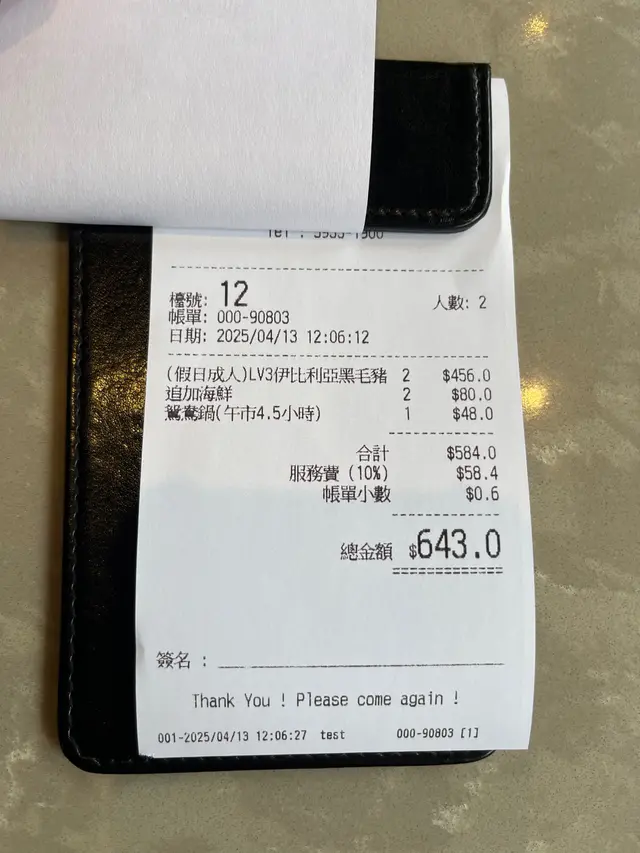 Tel : 3955-1300
檯號: 12 人數: 2
帳單: 000-90803
日期: 2025/04/13 12:06:12
(假日成人)LV3伊比利亞黑毛豬 2 $456.0
追加海鮮 2 $80.0
鴛鴦鍋(午市4.5小時) 1 $48.0
合計 $584.0
服務費 (10%) $58.4
帳單小數 $0.6
總金額 $643.0
簽名 :
Thank You ! Please come again !
001-2025/04/13 12:06:27 test 000-90803 [1]